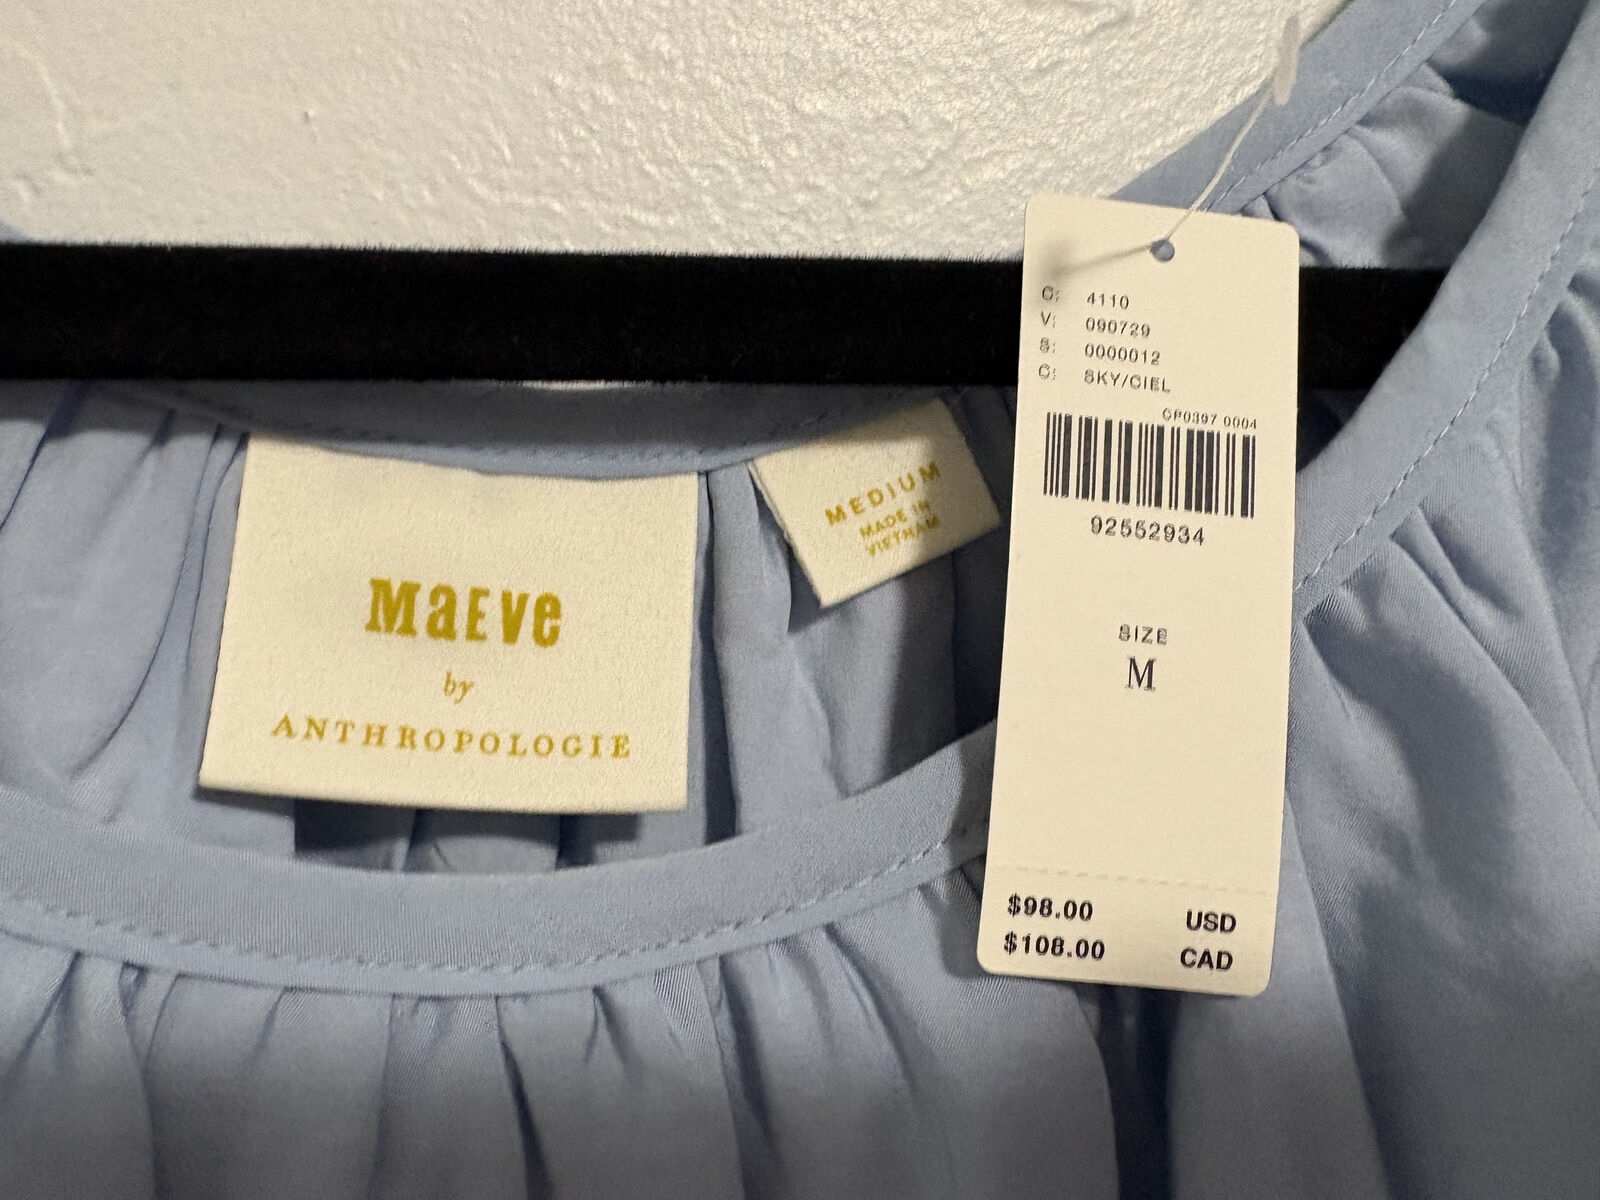 MaEve
by
ANTHROPOLOGIE
MEDIUM
MADE IN
VIETNAM
C: 4110
V: 090729
S: 0000012
C: SKY/CIEL
CP0397 0004
92552934
SIZE
M
$98.00 USD
$108.00 CAD